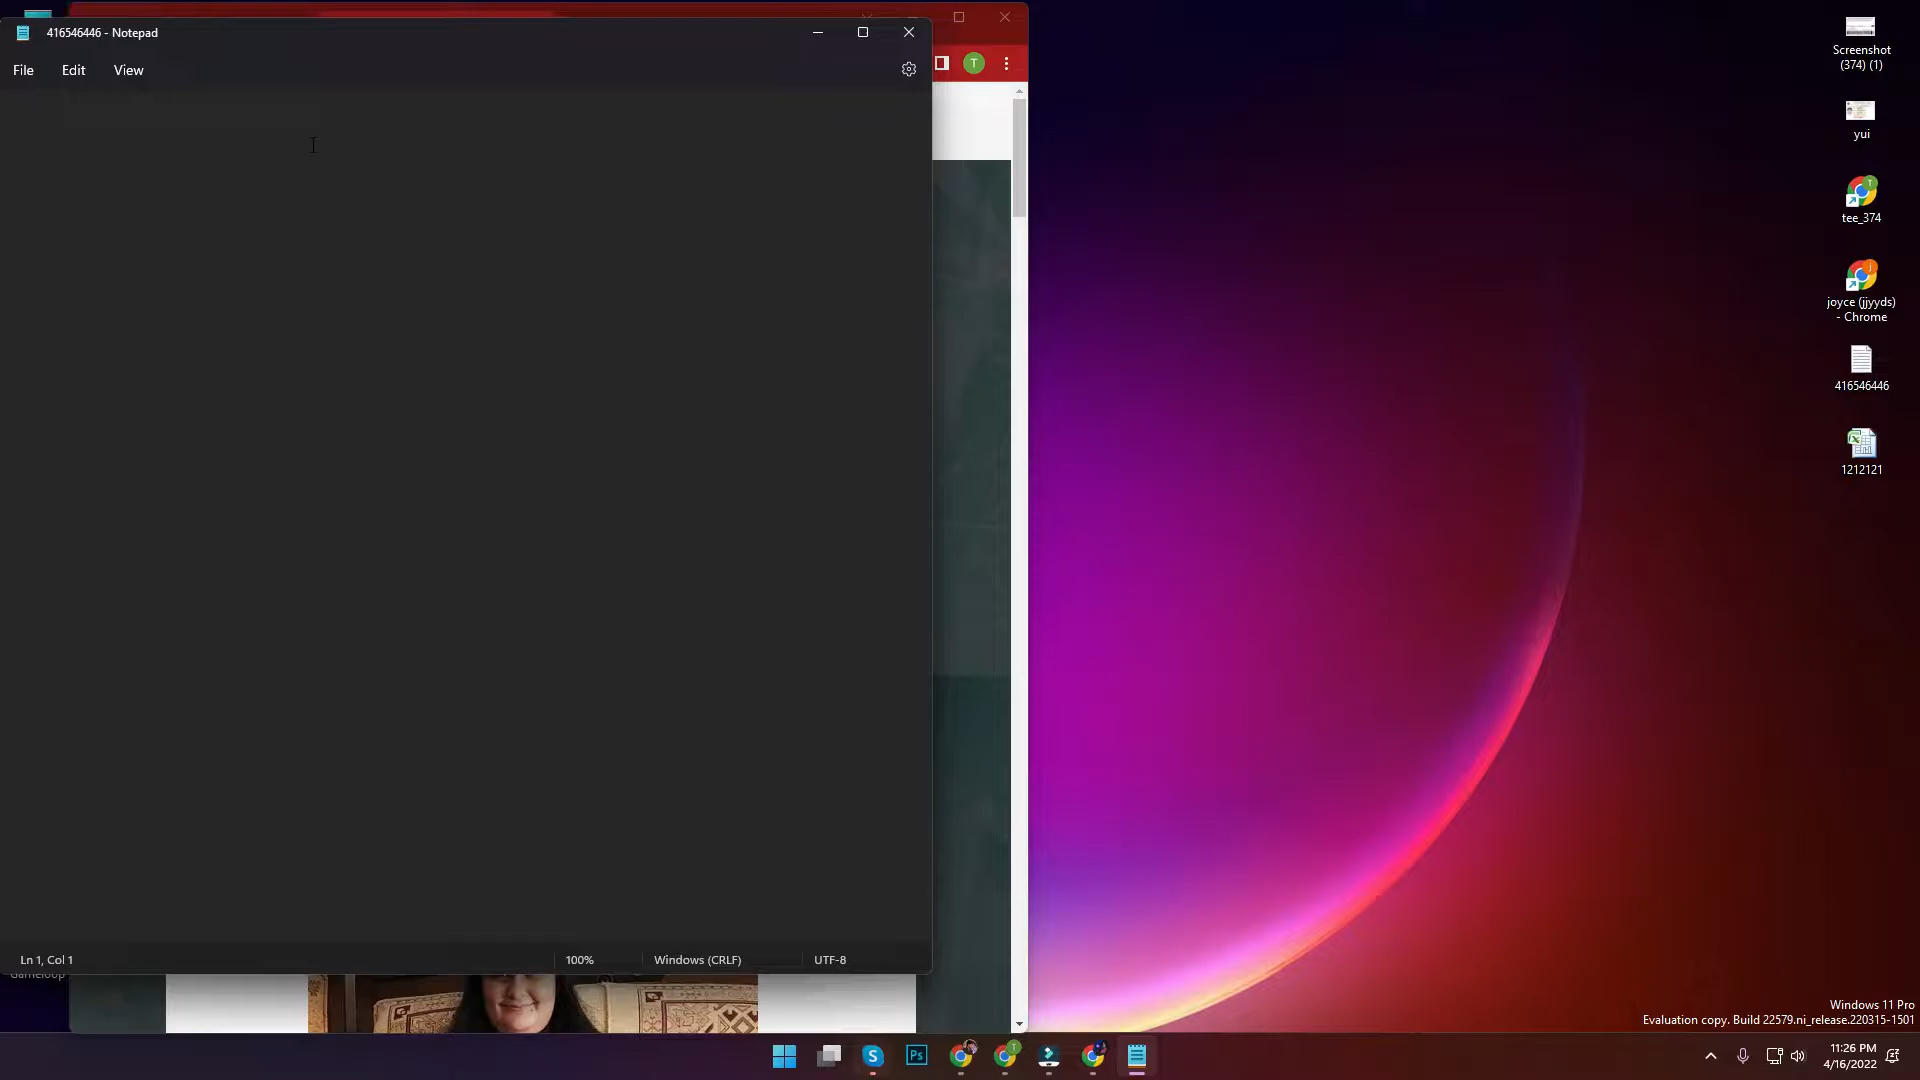 416546446 - Notepad
File
Edit
View
T
Screenshot
(374) (1)
yui
T
tee_374
j
joyce (jjyyds)
- Chrome
416546446
1212121
Ln 1, Col 1
100%
Windows (CRLF)
UTF-8
Gameloop
Windows 11 Pro
Evaluation copy. Build 22579.ni_release.220315-1501
S
Ps
T
11:26 PM
4/16/2022